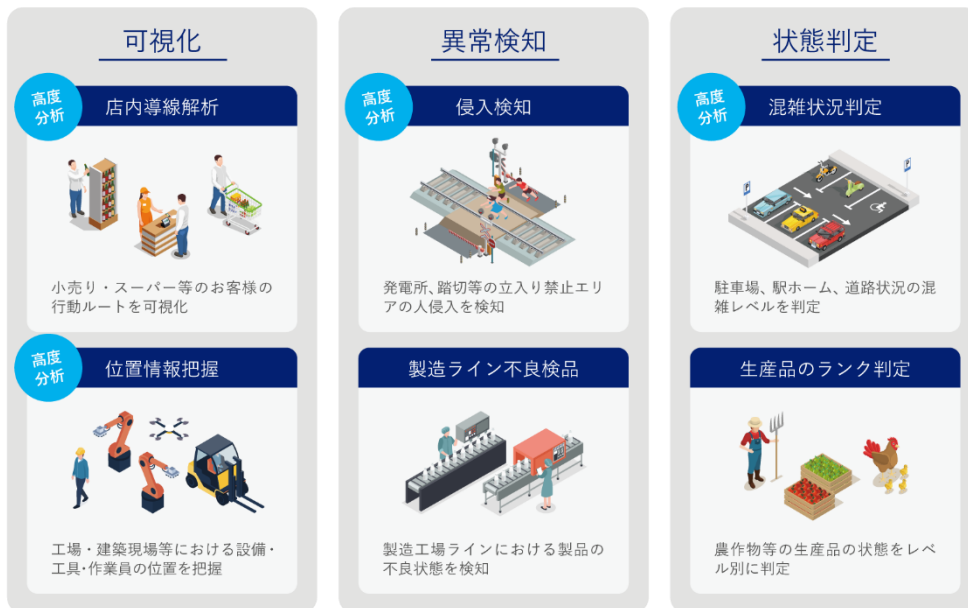 可視化
高度
分析
店内導線解析
小売り・スーパー等のお客様の
行動ルートを可視化
高度
分析
位置情報把握
工場・建築現場等における設備・
工具・作業員の位置を把握
異常検知
高度
分析
侵入検知
発電所、踏切等の立入り禁止エリ
アの人侵入を検知
製造ライン不良検品
製造工場ラインにおける製品の
不良状態を検知
状態判定
高度
分析
混雑状況判定
P
P
駐車場、駅ホーム、道路状況の混
雑レベルを判定
生産品のランク判定
農作物等の生産品の状態をレベ
ル別に判定